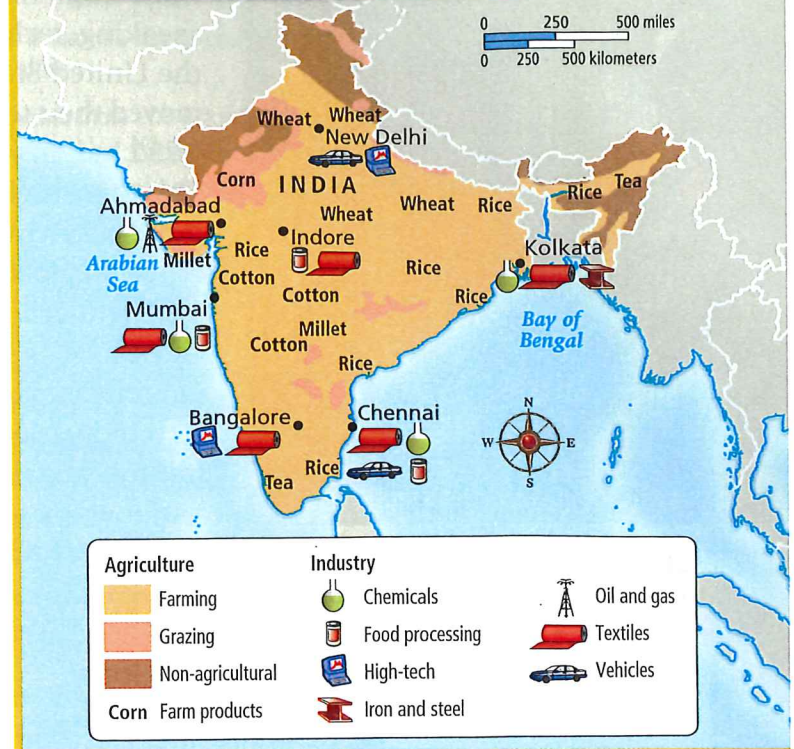 0 250 500 miles
0 250 500 kilometers
Wheat
Wheat
New Delhi
Corn
INDIA
Rice
Tea
Wheat
Wheat
Rice
Ahmadabad
Indore
Kolkata
Arabian
Sea
Millet
Rice
Rice
Cotton
Cotton
Rice
Mumbai
Bay of
Bengal
Millet
Cotton
Rice
Bangalore
Chennai
N
W
E
S
Rice
Tea
Agriculture
Farming
Grazing
Non-agricultural
Corn Farm products
Industry
Chemicals
Food processing
High-tech
Iron and steel
Oil and gas
Textiles
Vehicles